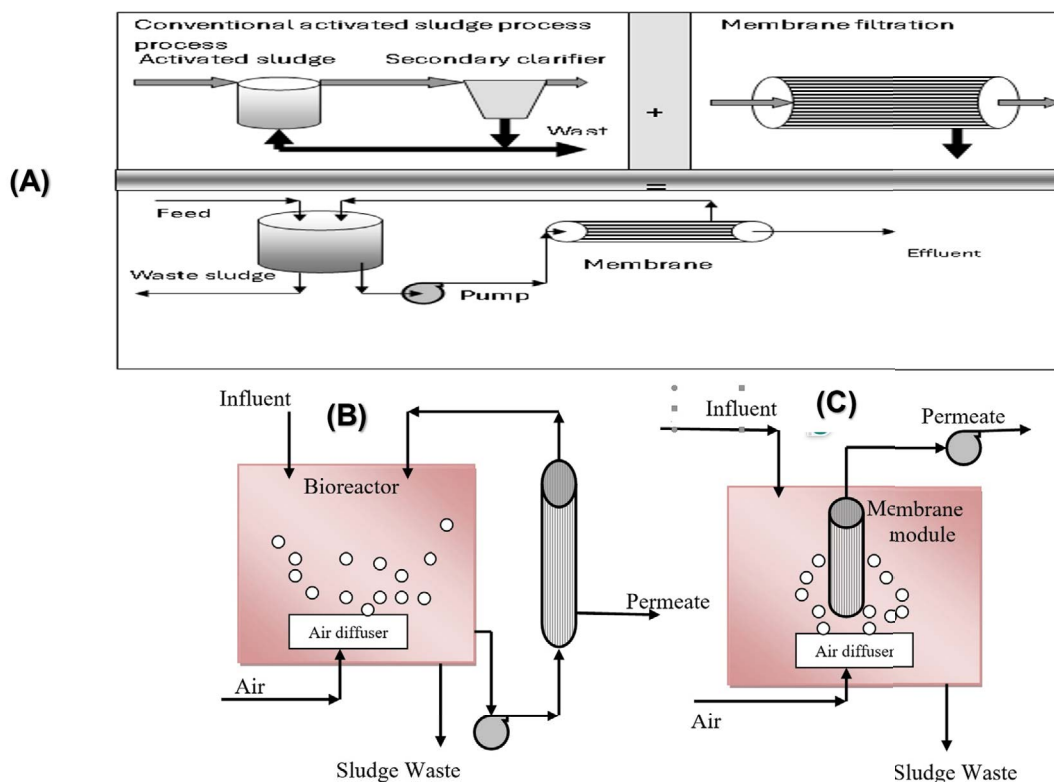 Conventional activated sludge process
process
Activated sludge
Secondary clarifier
Wast
+
Membrane filtration
(A)
=
Feed
Waste sludge
Pump
Membrane
Effluent
(B)
Influent
Bioreactor
Air diffuser
Air
Permeate
Sludge Waste
(C)
Influent
Permeate
Membrane
module
Air diffuser
Air
Sludge Waste